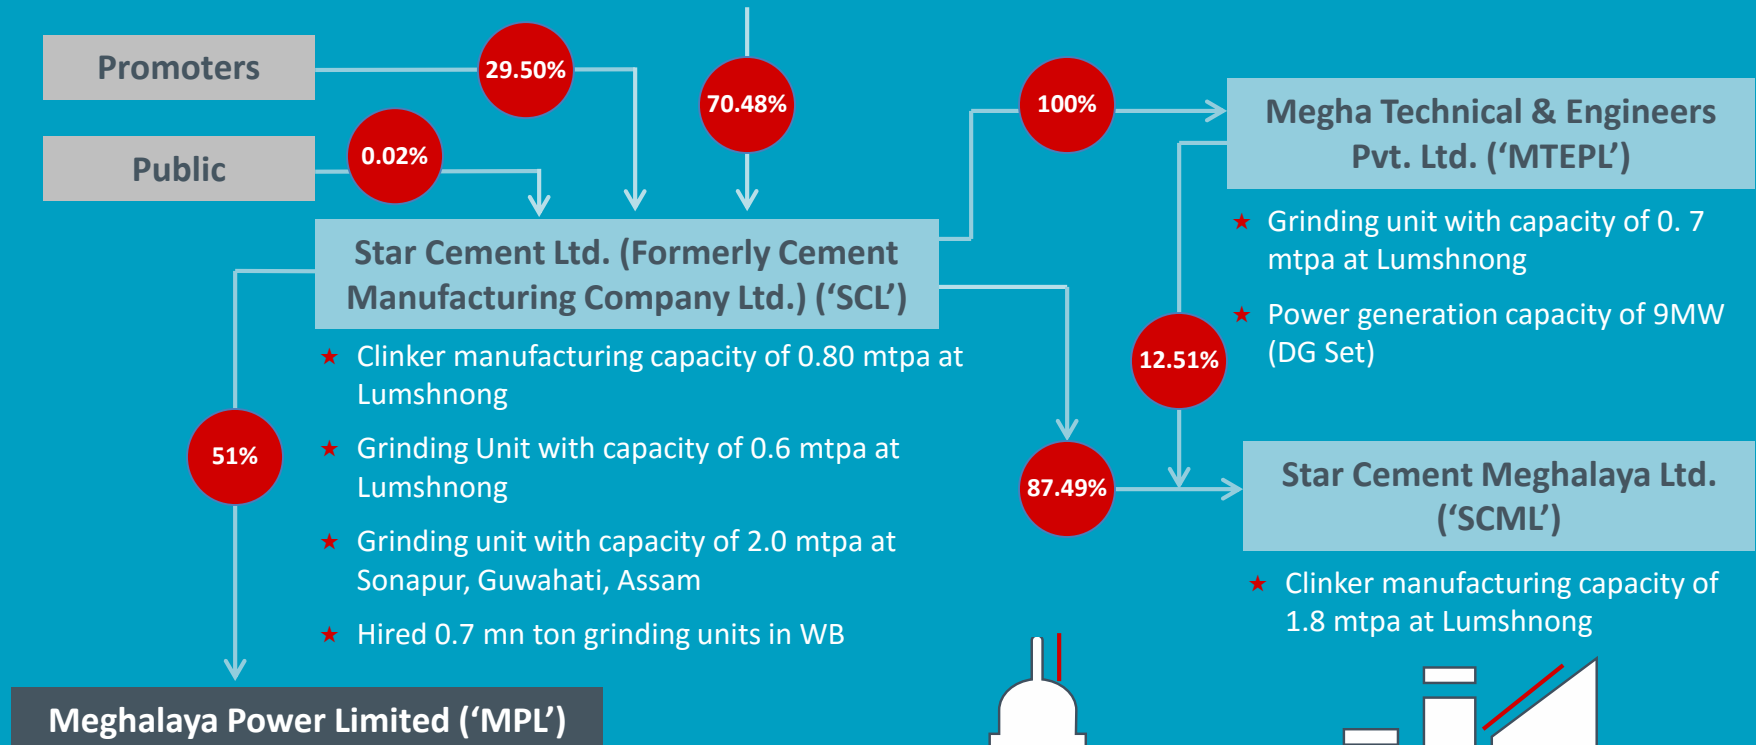 Promoters
29.50%
70.48%
100%
Megha Technical & Engineers
Pvt. Ltd. (‘MTEPL’)
Public
0.02%
★ Grinding unit with capacity of 0. 7
mtpa at Lumshnong
★ Power generation capacity of 9MW
(DG Set)
Star Cement Ltd. (Formerly Cement
Manufacturing Company Ltd.) (‘SCL’)
12.51%
★ Clinker manufacturing capacity of 0.80 mtpa at
Lumshnong
★ Grinding Unit with capacity of 0.6 mtpa at
Lumshnong
★ Grinding unit with capacity of 2.0 mtpa at
Sonapur, Guwahati, Assam
★ Hired 0.7 mn ton grinding units in WB
51%
87.49%
Star Cement Meghalaya Ltd.
(‘SCML’)
★ Clinker manufacturing capacity of
1.8 mtpa at Lumshnong
Meghalaya Power Limited (‘MPL’)